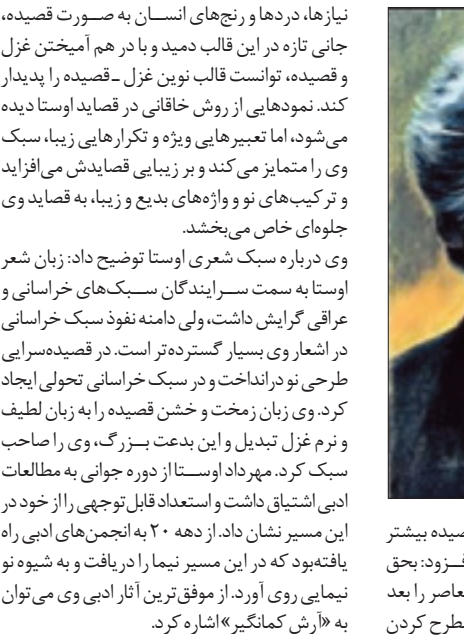 نیازها، دردها و رنج‌های انسـان به صـورت قصیده،
جانی تازه در این قالب دمید و با در هم آمیختن غزل
و قصیده، توانست قالب نوین غزل ـ قصیده را پدیدار
کند. نمودهایی از روش خاقانی در قصاید اوستا دیده
می‌شود، اما تعبیرهایی ویژه و تکرارهایی زیبا، سبک
وی را متمایز می‌کند و بر زیبایی قصایدش می‌افزاید
و ترکیب‌های نو و واژه‌های بدیع و زیبا، به قصاید وی
جلوه‌ای خاص می‌بخشد.
وی درباره سبک شعری اوستا توضیح داد: زبان شعر
اوستا به سمت سـرایندگان سـبک‌های خراسانی و
عراقی گرایش داشت، ولی دامنه نفوذ سبک خراسانی
در اشعار وی بسیار گسترده‌تر است. در قصیده‌سرایی
طرحی نو درانداخت و در سبک خراسانی تحولی ایجاد
کرد. وی زبان زمخت و خشن قصیده را به زبان لطیف
و نرم غزل تبدیل و این بدعت بـزرگ، وی را صاحب
سبک کرد. مهرداد اوسـتا از دوره جوانی به مطالعات
ادبی اشتیاق داشت و استعداد قابل توجهی را از خود در
این مسیر نشان داد. از دهه ۲۰ به انجمن‌های ادبی راه
یافته‌بود که در این مسیر نیما را دریافت و به شیوه نو
نیمایی روی آورد. از موفق‌ترین آثار ادبی وی می‌توان
به «آرش کمانگیر» اشاره کرد.
صیده بیشتر
فـزود: بحق
عاصر را بعد
طرح کردن